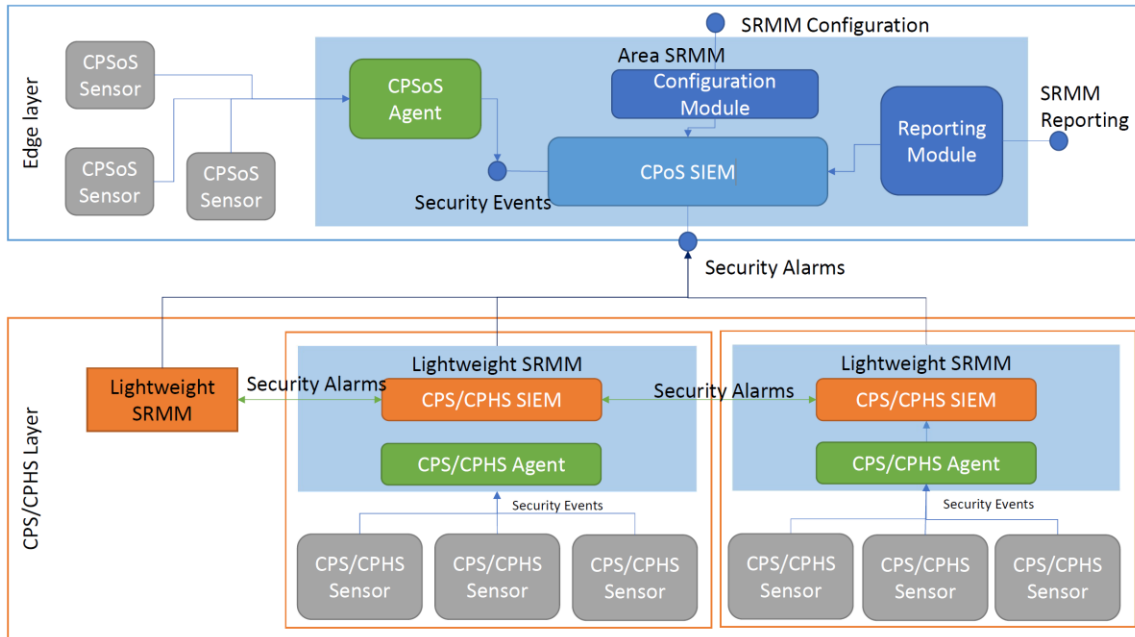 SRMM Configuration
Edge layer
CPSoS
Sensor
CPSoS
Sensor
CPSoS
Sensor
Area SRMM
CPSoS
Agent
Configuration
Module
Reporting
Module
SRMM
Reporting
CPoS SIEM
Security Events
Security Alarms
CPS/CPHS Layer
Lightweight
SRMM
Security Alarms
Lightweight SRMM
CPS/CPHS SIEM
CPS/CPHS Agent
Security Events
CPS/CPHS
Sensor
CPS/CPHS
Sensor
CPS/CPHS
Sensor
Security Alarms
Lightweight SRMM
CPS/CPHS SIEM
CPS/CPHS Agent
Security Events
CPS/CPHS
Sensor
CPS/CPHS
Sensor
CPS/CPHS
Sensor